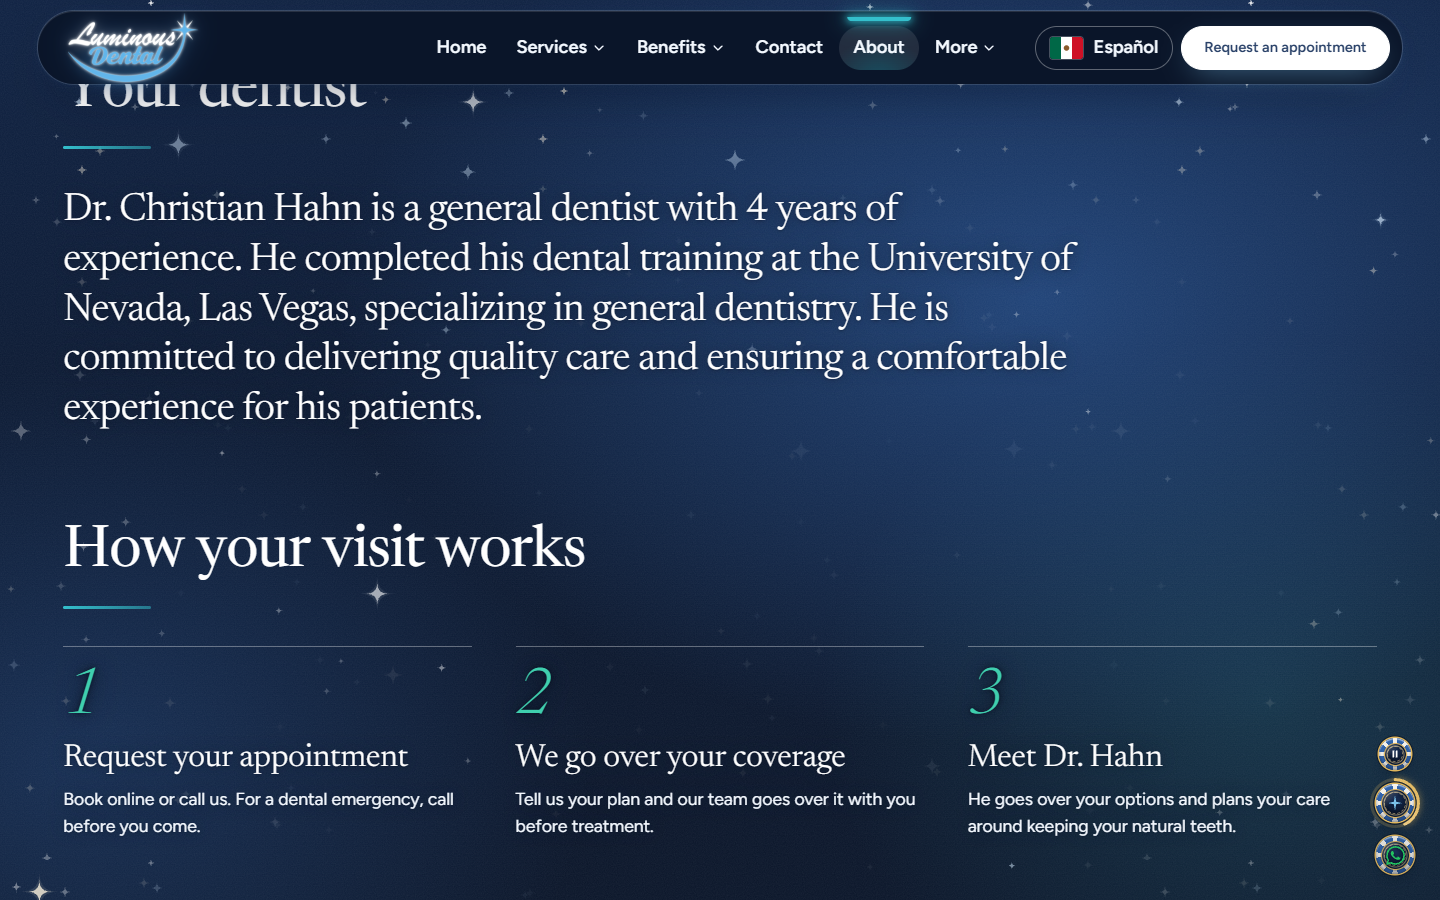 Luminous
Dental
Home
Services
Benefits
Contact
About
More
Español
Request an appointment
Your dentist
Dr. Christian Hahn is a general dentist with 4 years of
experience. He completed his dental training at the University of
Nevada, Las Vegas, specializing in general dentistry. He is
committed to delivering quality care and ensuring a comfortable
experience for his patients.
How your visit works
1
Request your appointment
Book online or call us. For a dental emergency, call
before you come.
2
We go over your coverage
Tell us your plan and our team goes over it with you
before treatment.
3
Meet Dr. Hahn
He goes over your options and plans your care
around keeping your natural teeth.